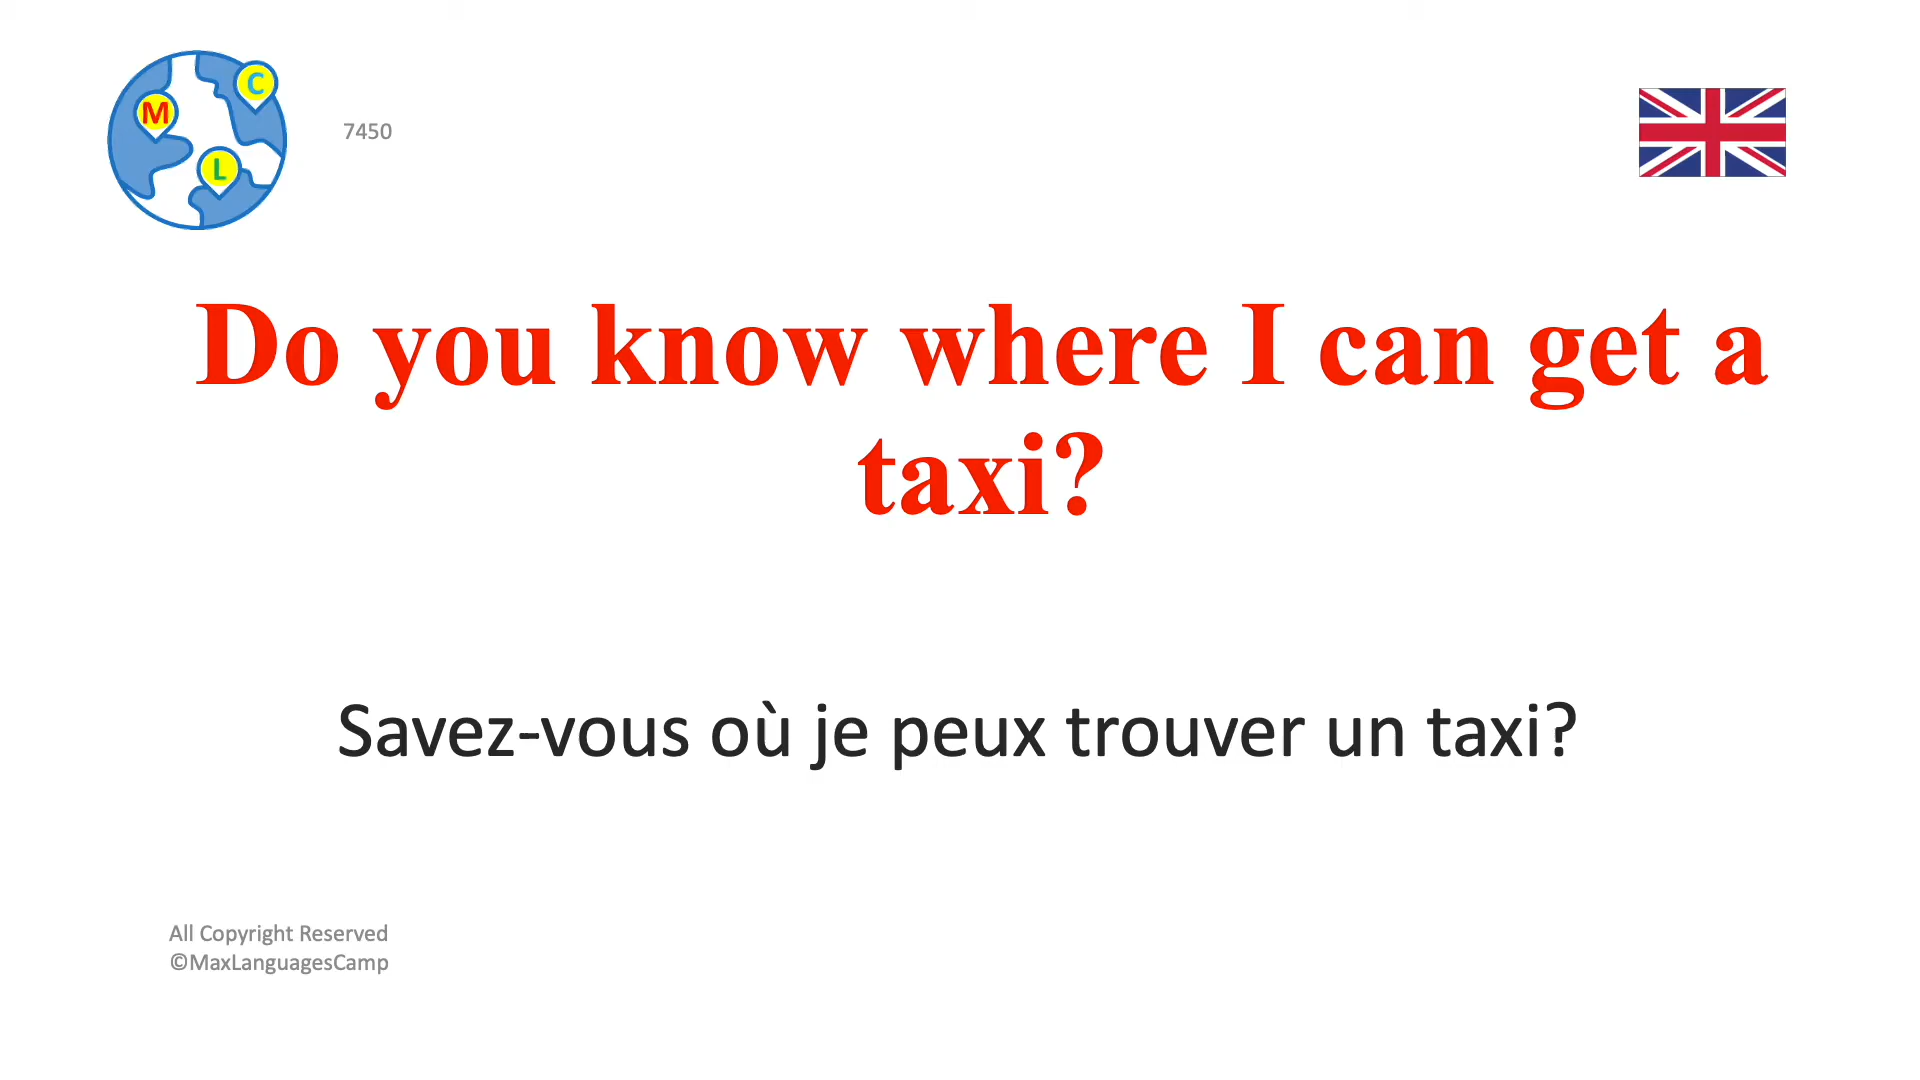 M
C
L
7450
Do you know where I can get a
taxi?
Savez-vous où je peux trouver un taxi?
All Copyright Reserved
©MaxLanguagesCamp